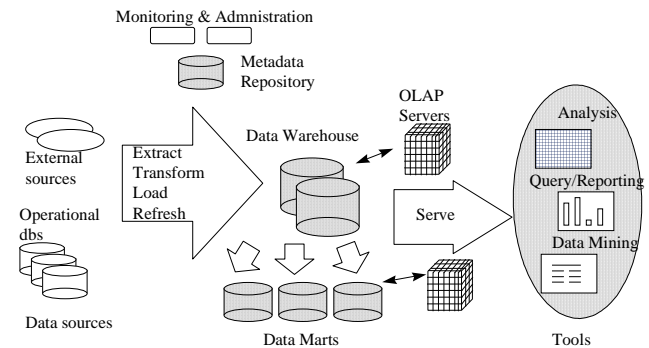 Monitoring & Admnistration
Metadata
Repository
OLAP
Servers
Analysis
Data Warehouse
External
sources
Extract
Transform
Load
Refresh
Query/Reporting
Operational
dbs
Serve
Data Mining
Data sources
Data Marts
Tools